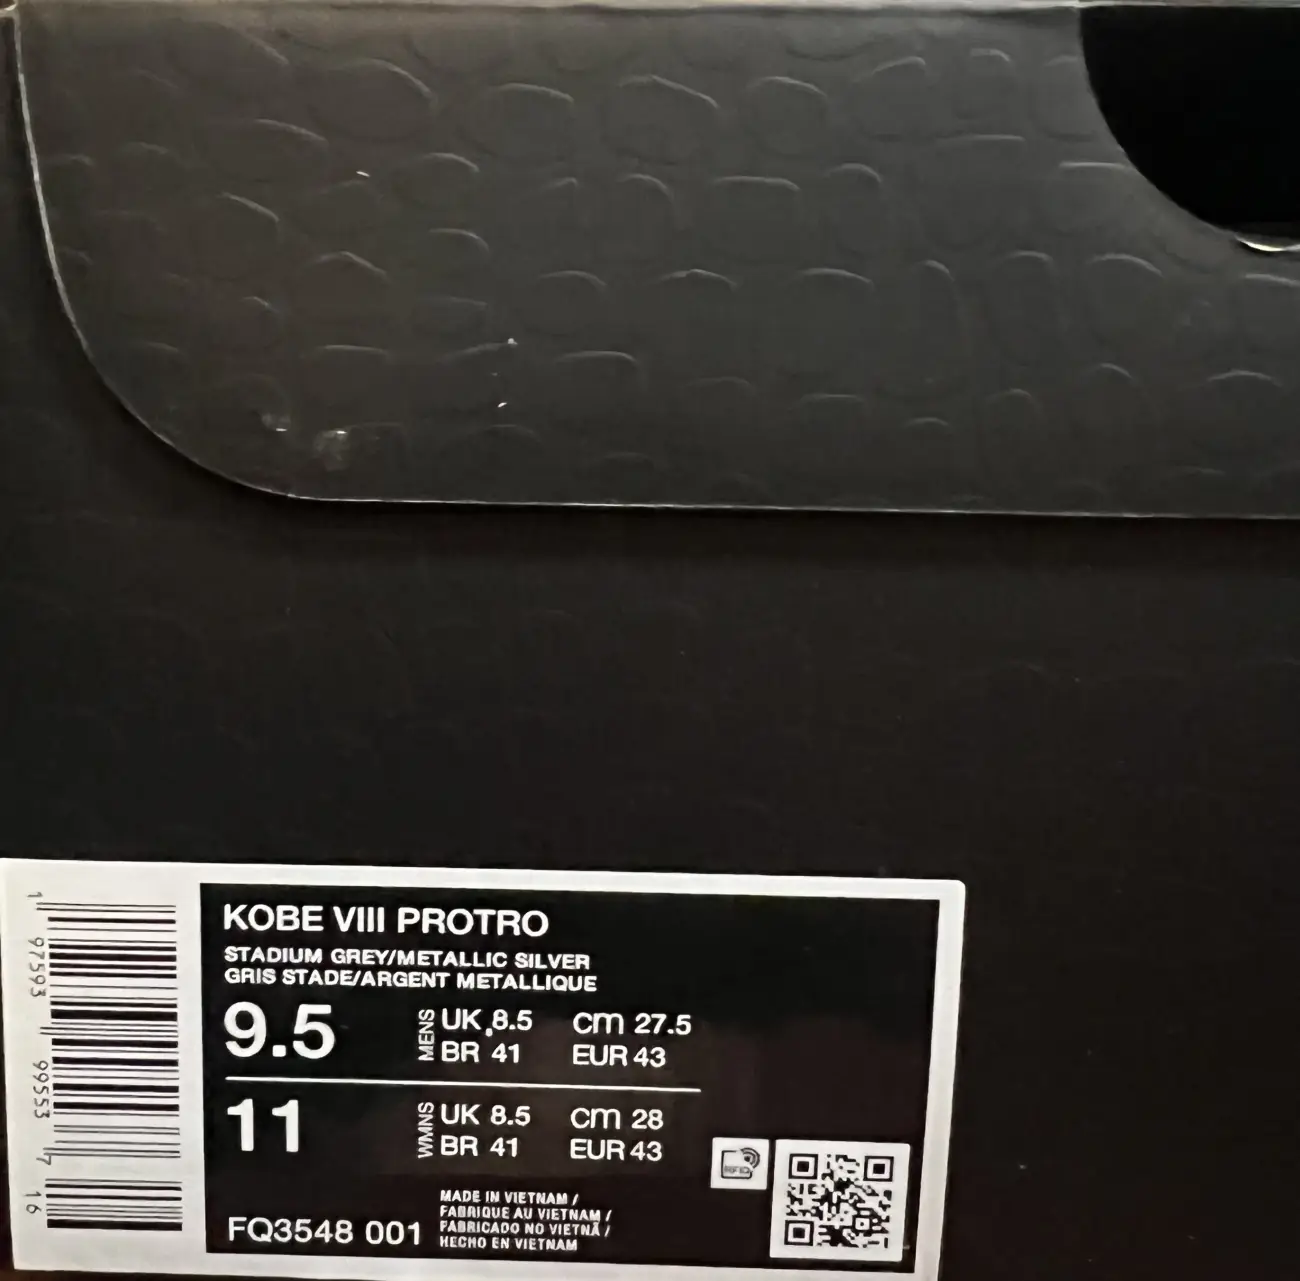 KOBE VIII PROTRO
STADIUM GREY/METALLIC SILVER
GRIS STADE/ARGENT METALLIQUE
9.5 MENS UK 8.5 cm 27.5
BR 41 EUR 43
11 WMNS UK 8.5 cm 28
BR 41 EUR 43
RFID
MADE IN VIETNAM /
FABRIQUE AU VIETNAM /
FABRICADO NO VIETNÃ /
HECHO EN VIETNAM
FQ3548 001
1 97593 99553 7 16